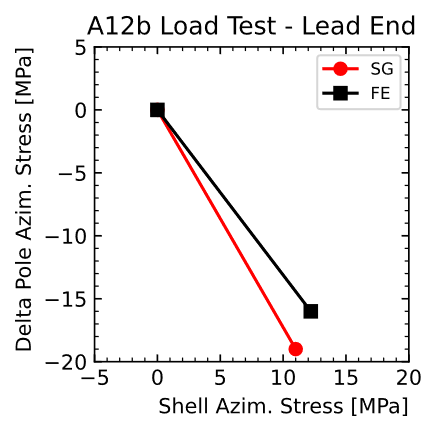 A12b Load Test - Lead End
Delta Pole Azim. Stress [MPa]
5
0
−5
−10
−15
−20
SG
FE
−5 0 5 10 15 20
Shell Azim. Stress [MPa]